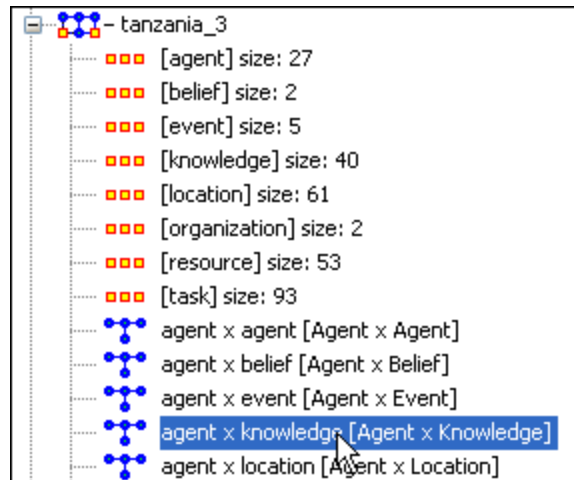 tanzania_3
[agent] size: 27
[belief] size: 2
[event] size: 5
[knowledge] size: 40
[location] size: 61
[organization] size: 2
[resource] size: 53
[task] size: 93
agent x agent [Agent x Agent]
agent x belief [Agent x Belief]
agent x event [Agent x Event]
agent x knowledge [Agent x Knowledge]
agent x location [Agent x Location]